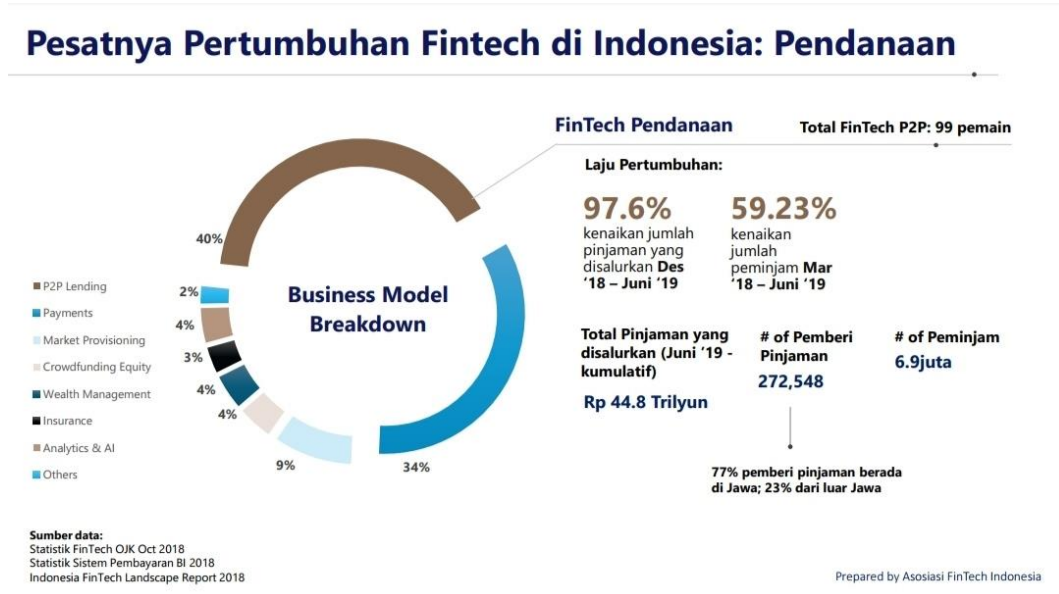 Pesatnya Pertumbuhan Fintech di Indonesia: Pendanaan
FinTech Pendanaan
Total FinTech P2P: 99 pemain
Laju Pertumbuhan:
97.6%
kenaikan jumlah
pinjaman yang
disalurkan Des
‘18 – Juni ‘19
59.23%
kenaikan
jumlah
peminjam Mar
‘18 – Juni ‘19
Total Pinjaman yang
disalurkan (Juni ‘19 -
kumulatif)
Rp 44.8 Trilyun
# of Pemberi
Pinjaman
272,548
# of Peminjam
6.9juta
77% pemberi pinjaman berada
di Jawa; 23% dari luar Jawa
Business Model
Breakdown
40%
2%
4%
3%
4%
4%
9%
34%
P2P Lending
Payments
Market Provisioning
Crowdfunding Equity
Wealth Management
Insurance
Analytics & AI
Others
Sumber data:
Statistik FinTech OJK Oct 2018
Statistik Sistem Pembayaran BI 2018
Indonesia FinTech Landscape Report 2018
Prepared by Asosiasi FinTech Indonesia